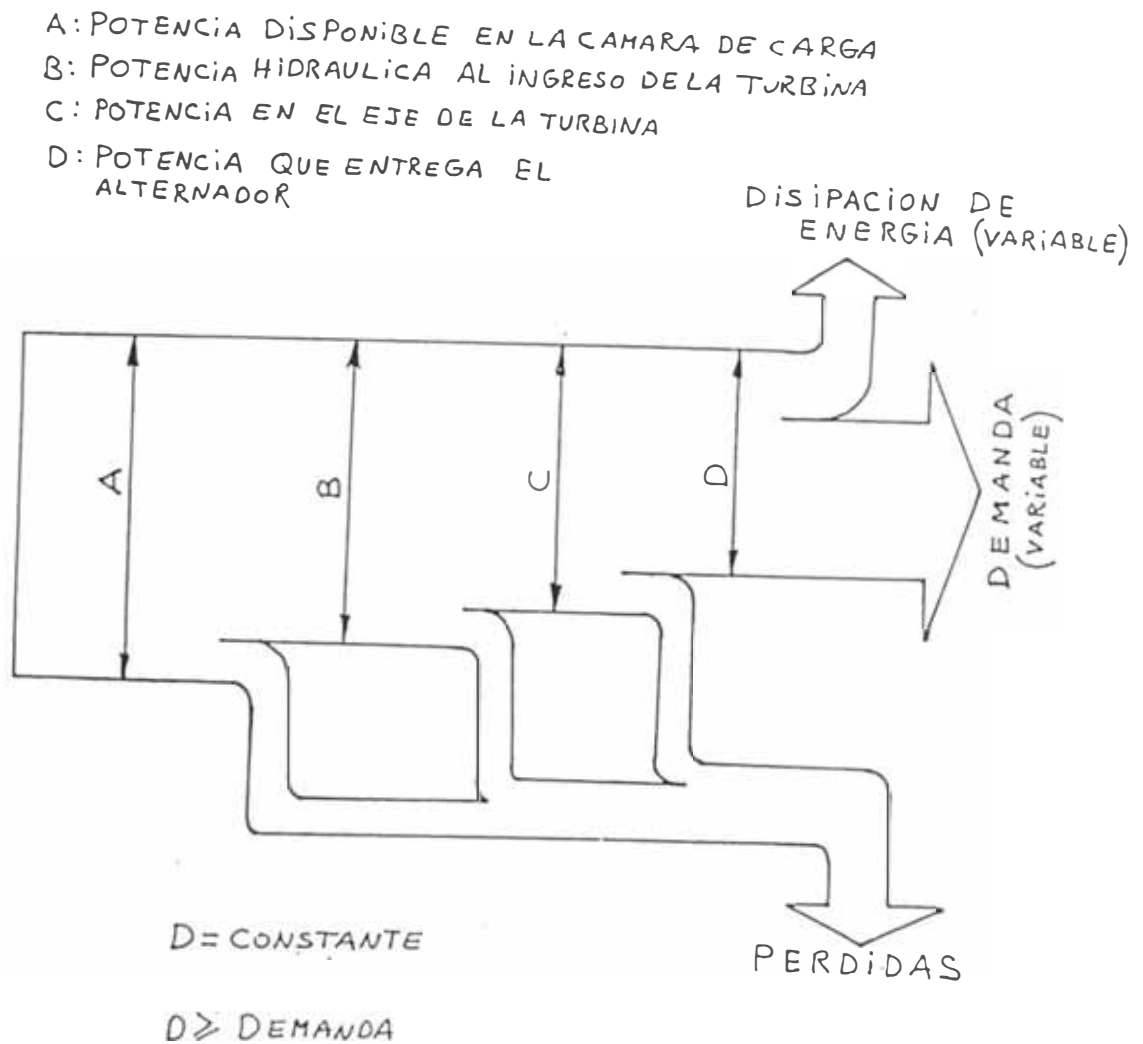 A: POTENCiA DiSPONiBLE EN LA CAMARA DE CARGA
B: POTENCiA HiDRAULiCA AL iNGRESO DE LA TURBiNA
C: POTENCiA EN EL EJE DE LA TURBINA
D: POTENCiA QUE ENTREGA EL
ALTERNADOR
DiSiPACiON DE
ENERGiA (VARiABLE)
A
B
C
D
DEMANDA
(VARiABLE)
D = CONSTANTE
PERDiDAS
D ≥ DEMANDA